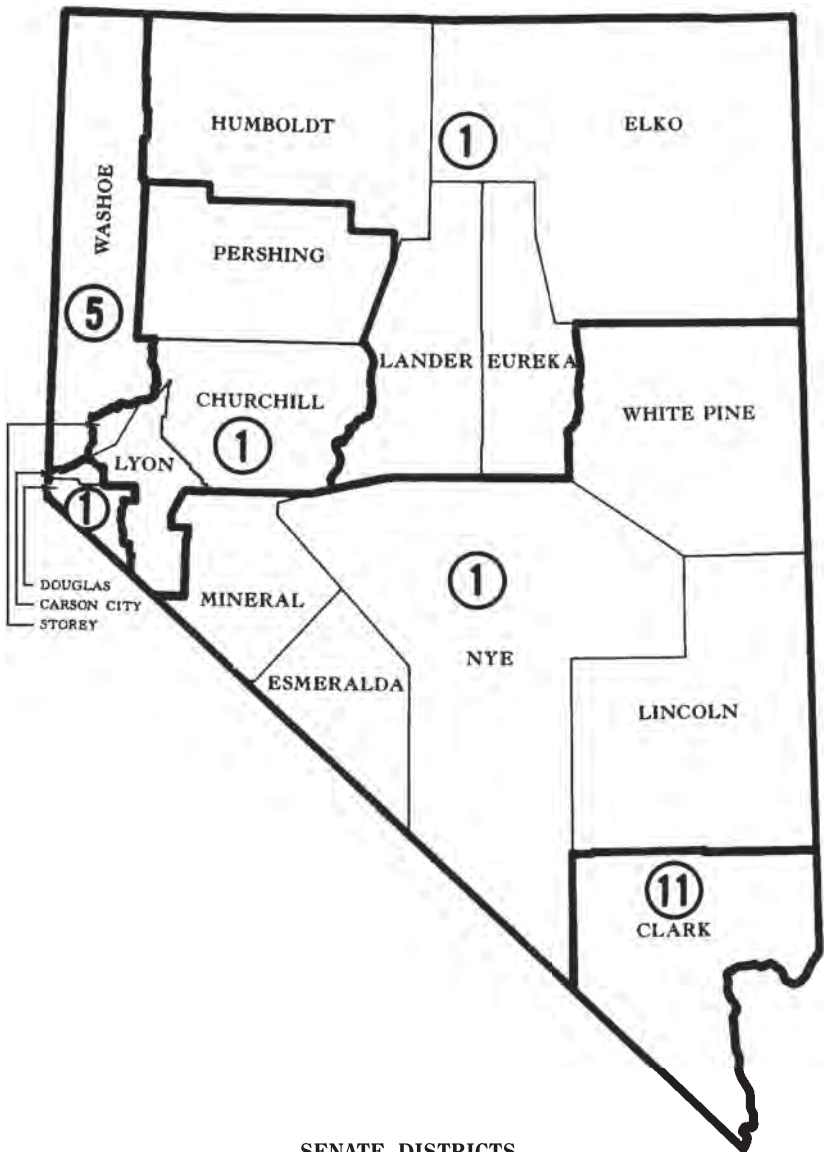 HUMBOLDT
1
ELKO
WASHOE
PERSHING
5
LANDER
EUREKA
CHURCHILL
WHITE PINE
1
LYON
1
DOUGLAS
CARSON CITY
STOREY
MINERAL
1
NYE
ESMERALDA
LINCOLN
11
CLARK
SENATE DISTRICTS